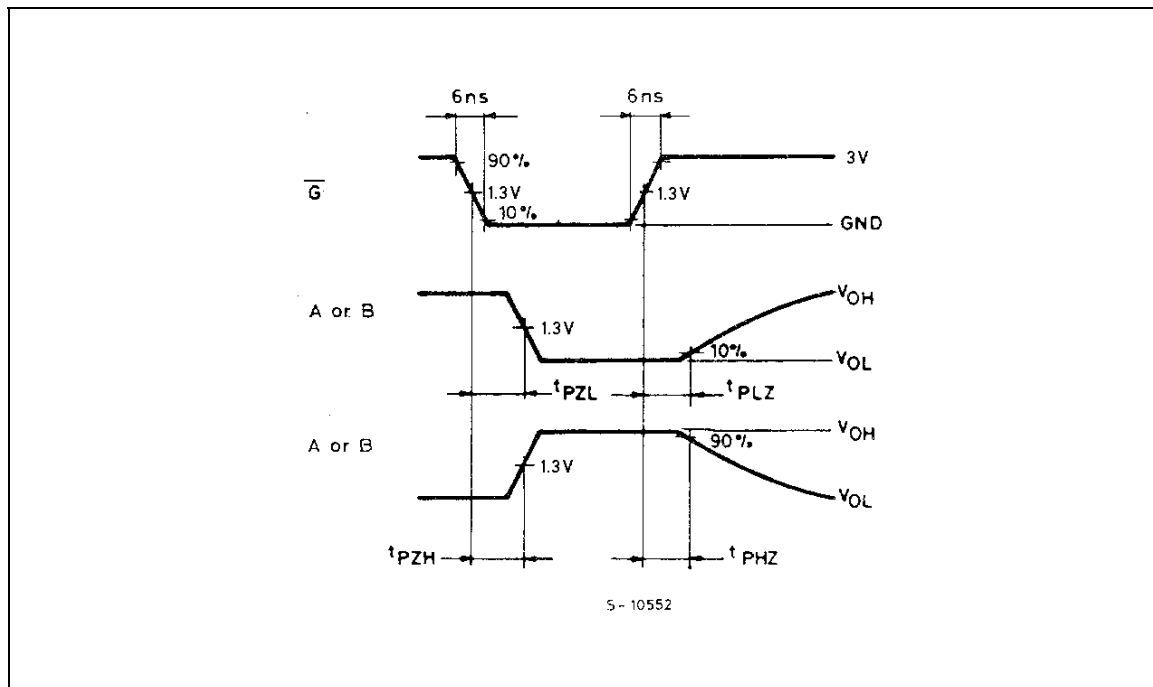 6ns 6ns
90%
3V
G
1.3V 1.3V
10%
GND
VOH
A or B
1.3V
10%
VOL
tPZL tPLZ
VOH
A or B
90%
1.3V
VOL
tPZH tPHZ
S-10552